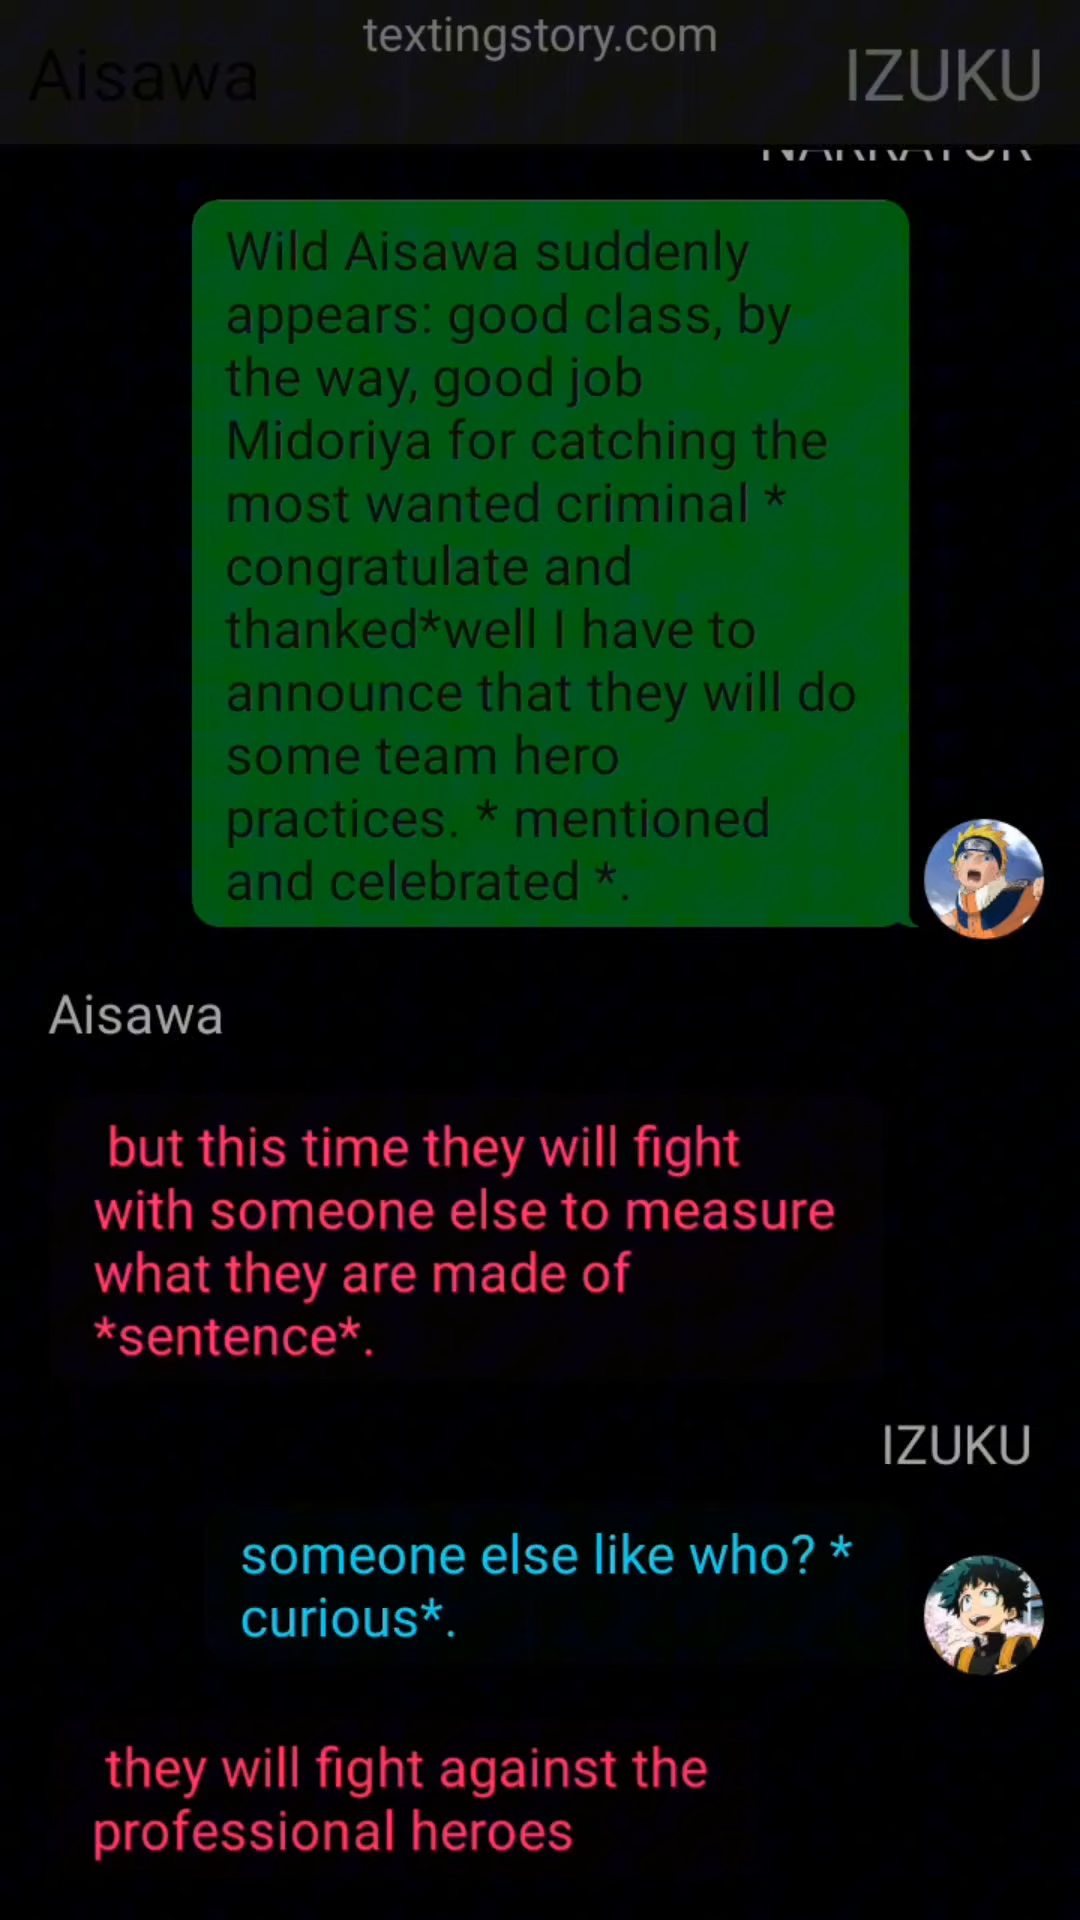 textingstory.com
Aisawa
IZUKU
NARRATOR
Wild Aisawa suddenly
appears: good class, by
the way, good job
Midoriya for catching the
most wanted criminal *
congratulate and
thanked*well I have to
announce that they will do
some team hero
practices. * mentioned
and celebrated *.
Aisawa
but this time they will fight
with someone else to measure
what they are made of
*sentence*.
IZUKU
someone else like who? *
curious*.
they will fight against the
professional heroes